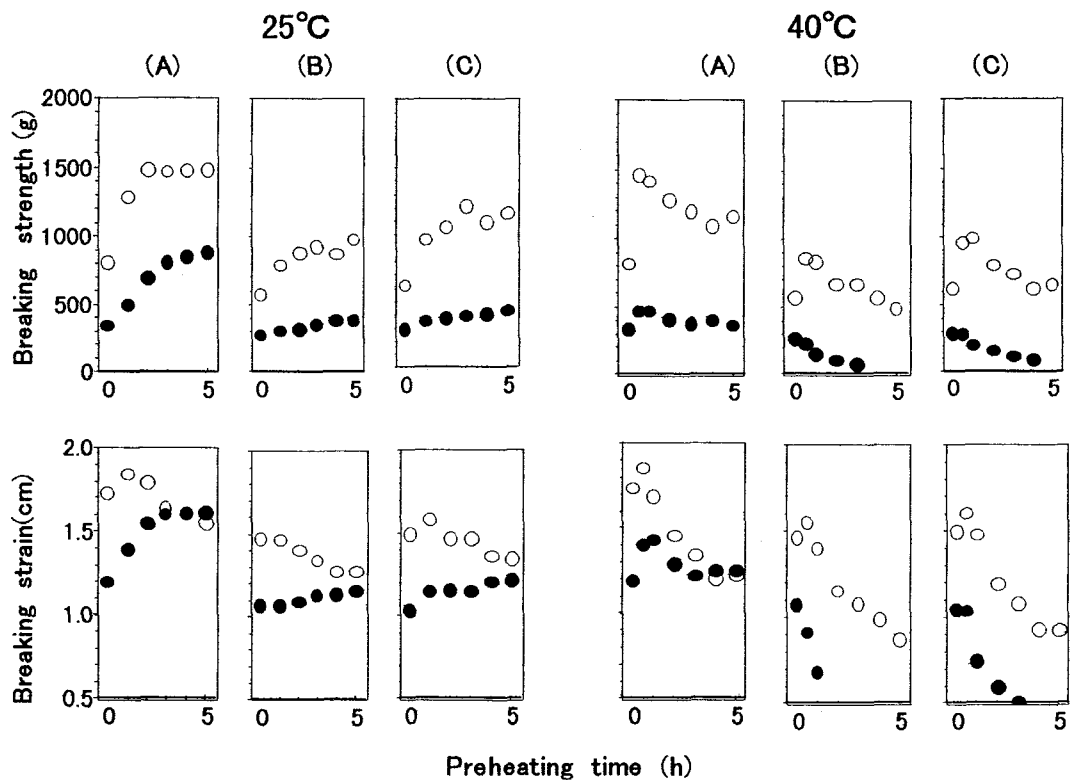 25°C 40°C
(A) (B) (C) (A) (B) (C)
Breaking strength (g)
2000
1500
1000
500
0
0 5 0 5 0 5 0 5 0 5 0 5
Breaking strain(cm)
2.0
1.5
1.0
0.5
0 5 0 5 0 5 0 5 0 5 0 5
Preheating time (h)